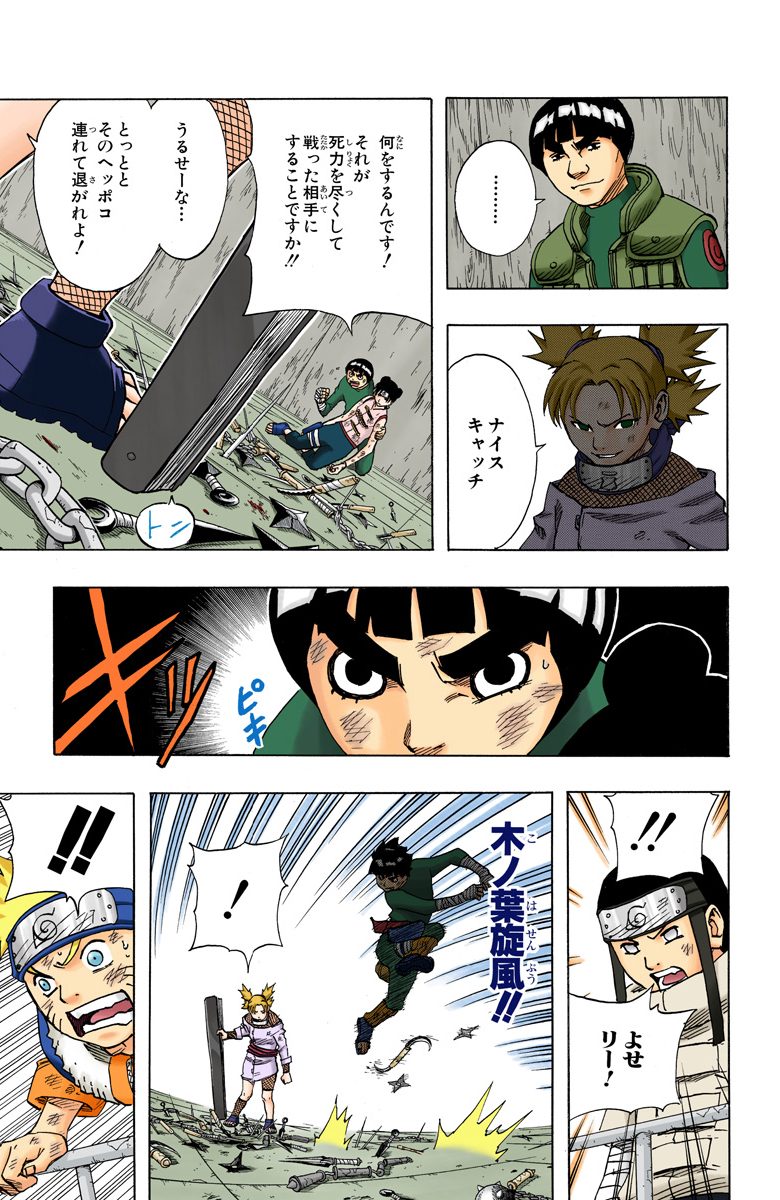 ………
ナイス
キャッチ
何をするんです！
それが
死力を尽くして
戦った相手に
することですか!!
うるせーな…
とっとと
そのヘッポコ
連れて退がれよ！
トン
ピキ
キッ
!!
よせ
リー！
木ノ葉旋風!!
！
!!